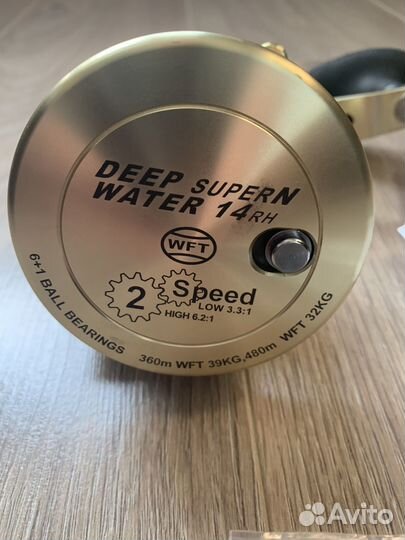 DEEP SUPERN
WATER 14RH
WFT
2 Speed
LOW 3.3:1
HIGH 6.2:1
6+1 BALL BEARINGS
360m WFT 39KG,480m WFT 32KG
Avito